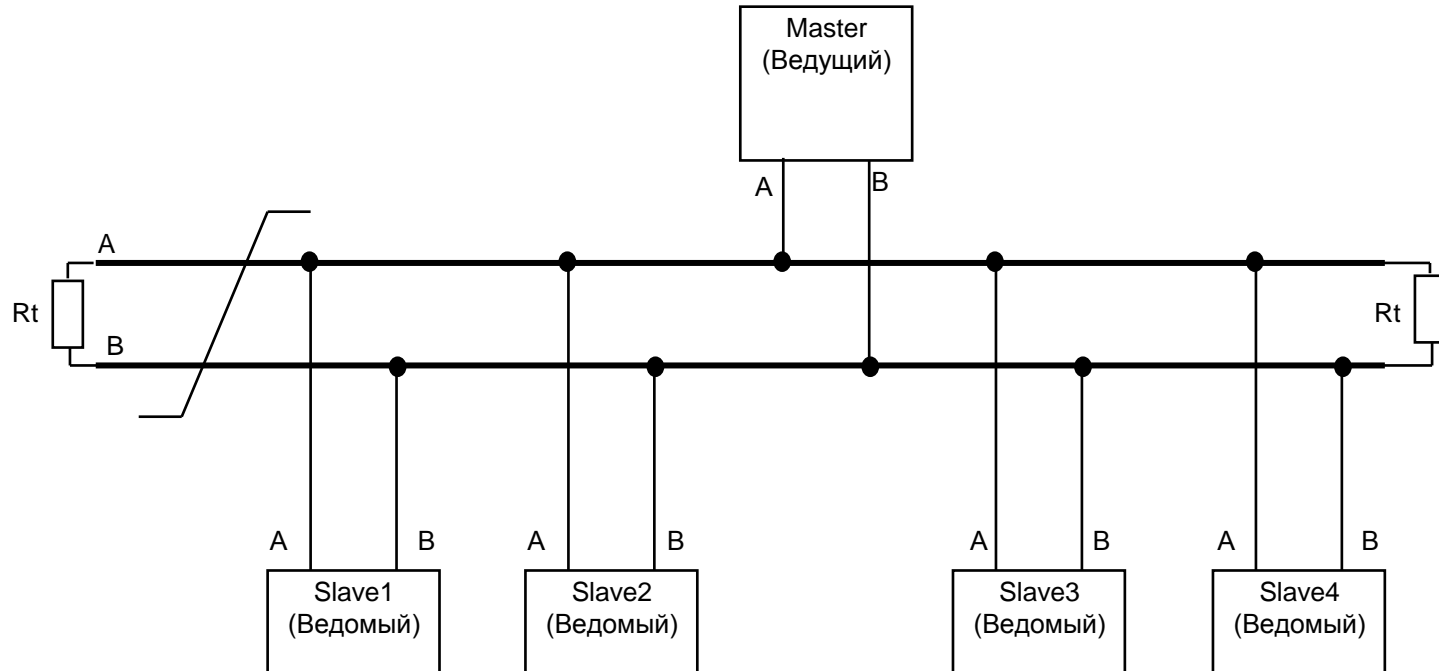 Master
(Ведущий)
A
B
A
Rt
B
Rt
A
B
A
B
A
B
A
B
Slave1
(Ведомый)
Slave2
(Ведомый)
Slave3
(Ведомый)
Slave4
(Ведомый)